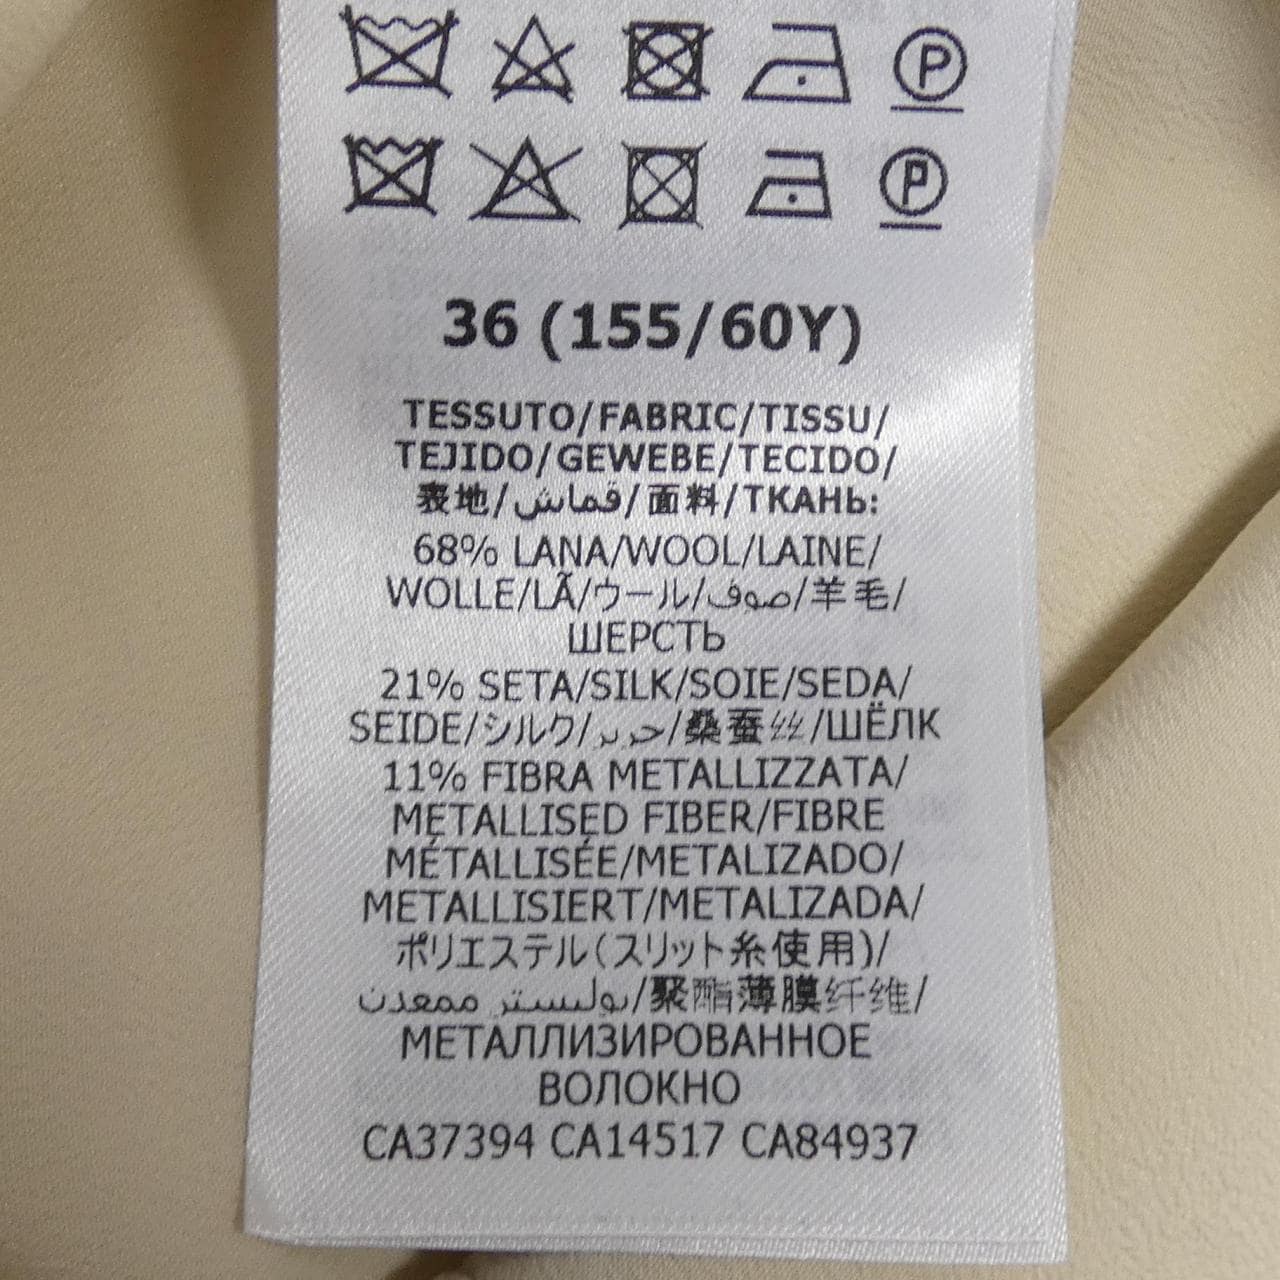 P
P
36 (155/60Y)
TESSUTO/FABRIC/TISSU/
TEJIDO/GEWEBE/TECIDO/
表地/قماش/面料/ТКАНЬ:
68% LANA/WOOL/LAINE/
WOLLE/LÃ/ウール/صوف/羊毛/
ШЕРСТЬ
21% SETA/SILK/SOIE/SEDA/
SEIDE/シルク/حرير/桑蚕丝/ШЁЛК
11% FIBRA METALLIZZATA/
METALLISED FIBER/FIBRE
MÉTALLISÉE/METALIZADO/
METALLISIERT/METALIZADA/
ポリエステル(スリット糸使用)/
بوليستر ممعدن/聚酯薄膜纤维/
МЕТАЛЛИЗИРОВАННОЕ
ВОЛОКНО
CA37394 CA14517 CA84937